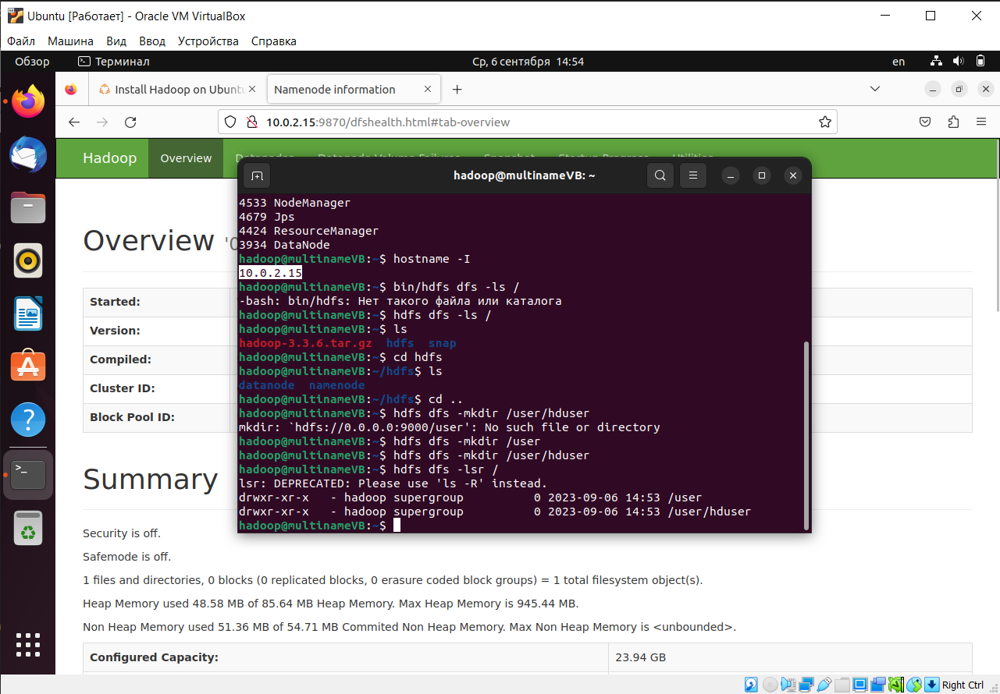 Ubuntu [Работает] - Oracle VM VirtualBox
Файл Машина Вид Ввод Устройства Справка
Обзор Терминал Ср, 6 сентября 14:54 en
Install Hadoop on Ubuntu Namenode information
10.0.2.15:9870/dfshealth.html#tab-overview
Hadoop Overview Datanodes Datanode Volume Failures Snapshot Startup Progress Utilities
hadoop@multinameVB: ~
4533 NodeManager
4679 Jps
4424 ResourceManager
3934 DataNode
hadoop@multinameVB:~$ hostname -I
10.0.2.15
hadoop@multinameVB:~$ bin/hdfs dfs -ls /
-bash: bin/hdfs: Нет такого файла или каталога
hadoop@multinameVB:~$ hdfs dfs -ls /
hadoop@multinameVB:~$ ls
hadoop-3.3.6.tar.gz hdfs snap
hadoop@multinameVB:~$ cd hdfs
hadoop@multinameVB:~/hdfs$ ls
datanode namenode
hadoop@multinameVB:~/hdfs$ cd ..
hadoop@multinameVB:~$ hdfs dfs -mkdir /user/hduser
mkdir: `hdfs://0.0.0.0:9000/user': No such file or directory
hadoop@multinameVB:~$ hdfs dfs -mkdir /user
hadoop@multinameVB:~$ hdfs dfs -mkdir /user/hduser
hadoop@multinameVB:~$ hdfs dfs -lsr /
lsr: DEPRECATED: Please use 'ls -R' instead.
drwxr-xr-x - hadoop supergroup 0 2023-09-06 14:53 /user
drwxr-xr-x - hadoop supergroup 0 2023-09-06 14:53 /user/hduser
hadoop@multinameVB:~$
Overview
Started:
Version:
Compiled:
Cluster ID:
Block Pool ID:
Summary
Security is off.
Safemode is off.
1 files and directories, 0 blocks (0 replicated blocks, 0 erasure coded block groups) = 1 total filesystem object(s).
Heap Memory used 48.58 MB of 85.64 MB Heap Memory. Max Heap Memory is 945.44 MB.
Non Heap Memory used 51.36 MB of 54.71 MB Commited Non Heap Memory. Max Non Heap Memory is <unbounded>.
Configured Capacity: 23.94 GB
Right Ctrl